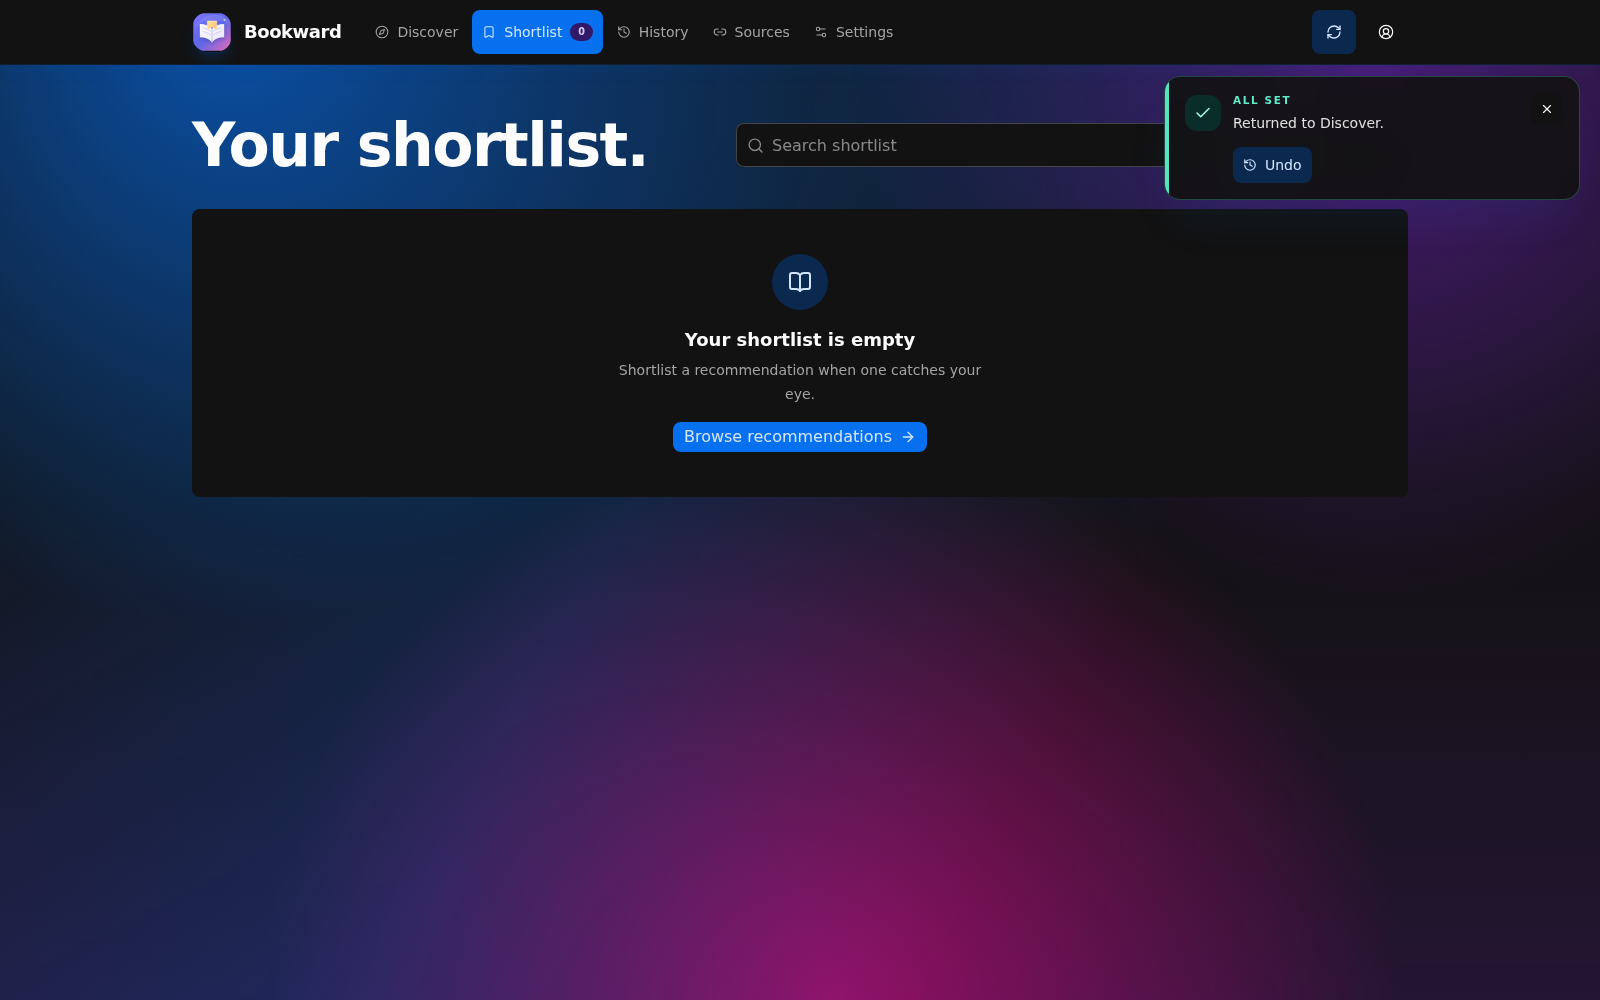 Bookward
Discover
Shortlist 0
History
Sources
Settings
Your shortlist.
Search shortlist
ALL SET
Returned to Discover.
Undo
Your shortlist is empty
Shortlist a recommendation when one catches your
eye.
Browse recommendations